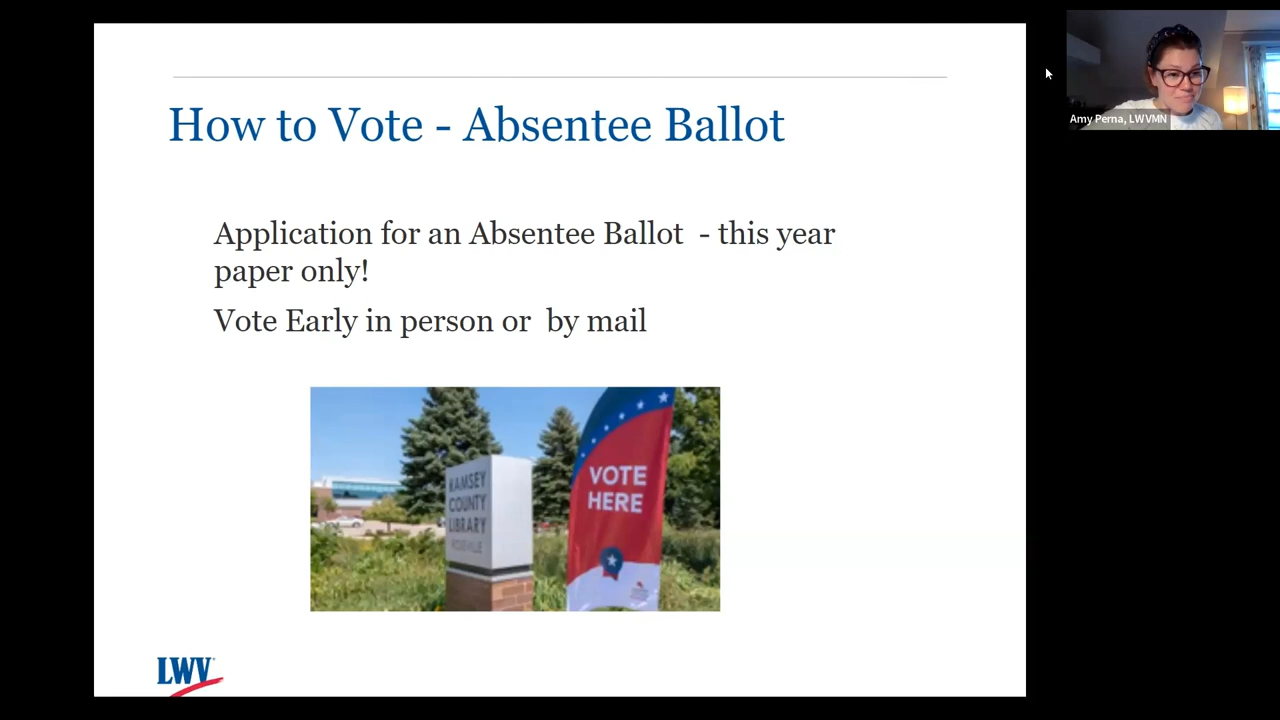 How to Vote - Absentee Ballot
Amy Perna, LWVMN
Application for an Absentee Ballot - this year
paper only!
Vote Early in person or by mail
RAMSEY
COUNTY
LIBRARY
ROSEVILLE
VOTE
HERE
LWV